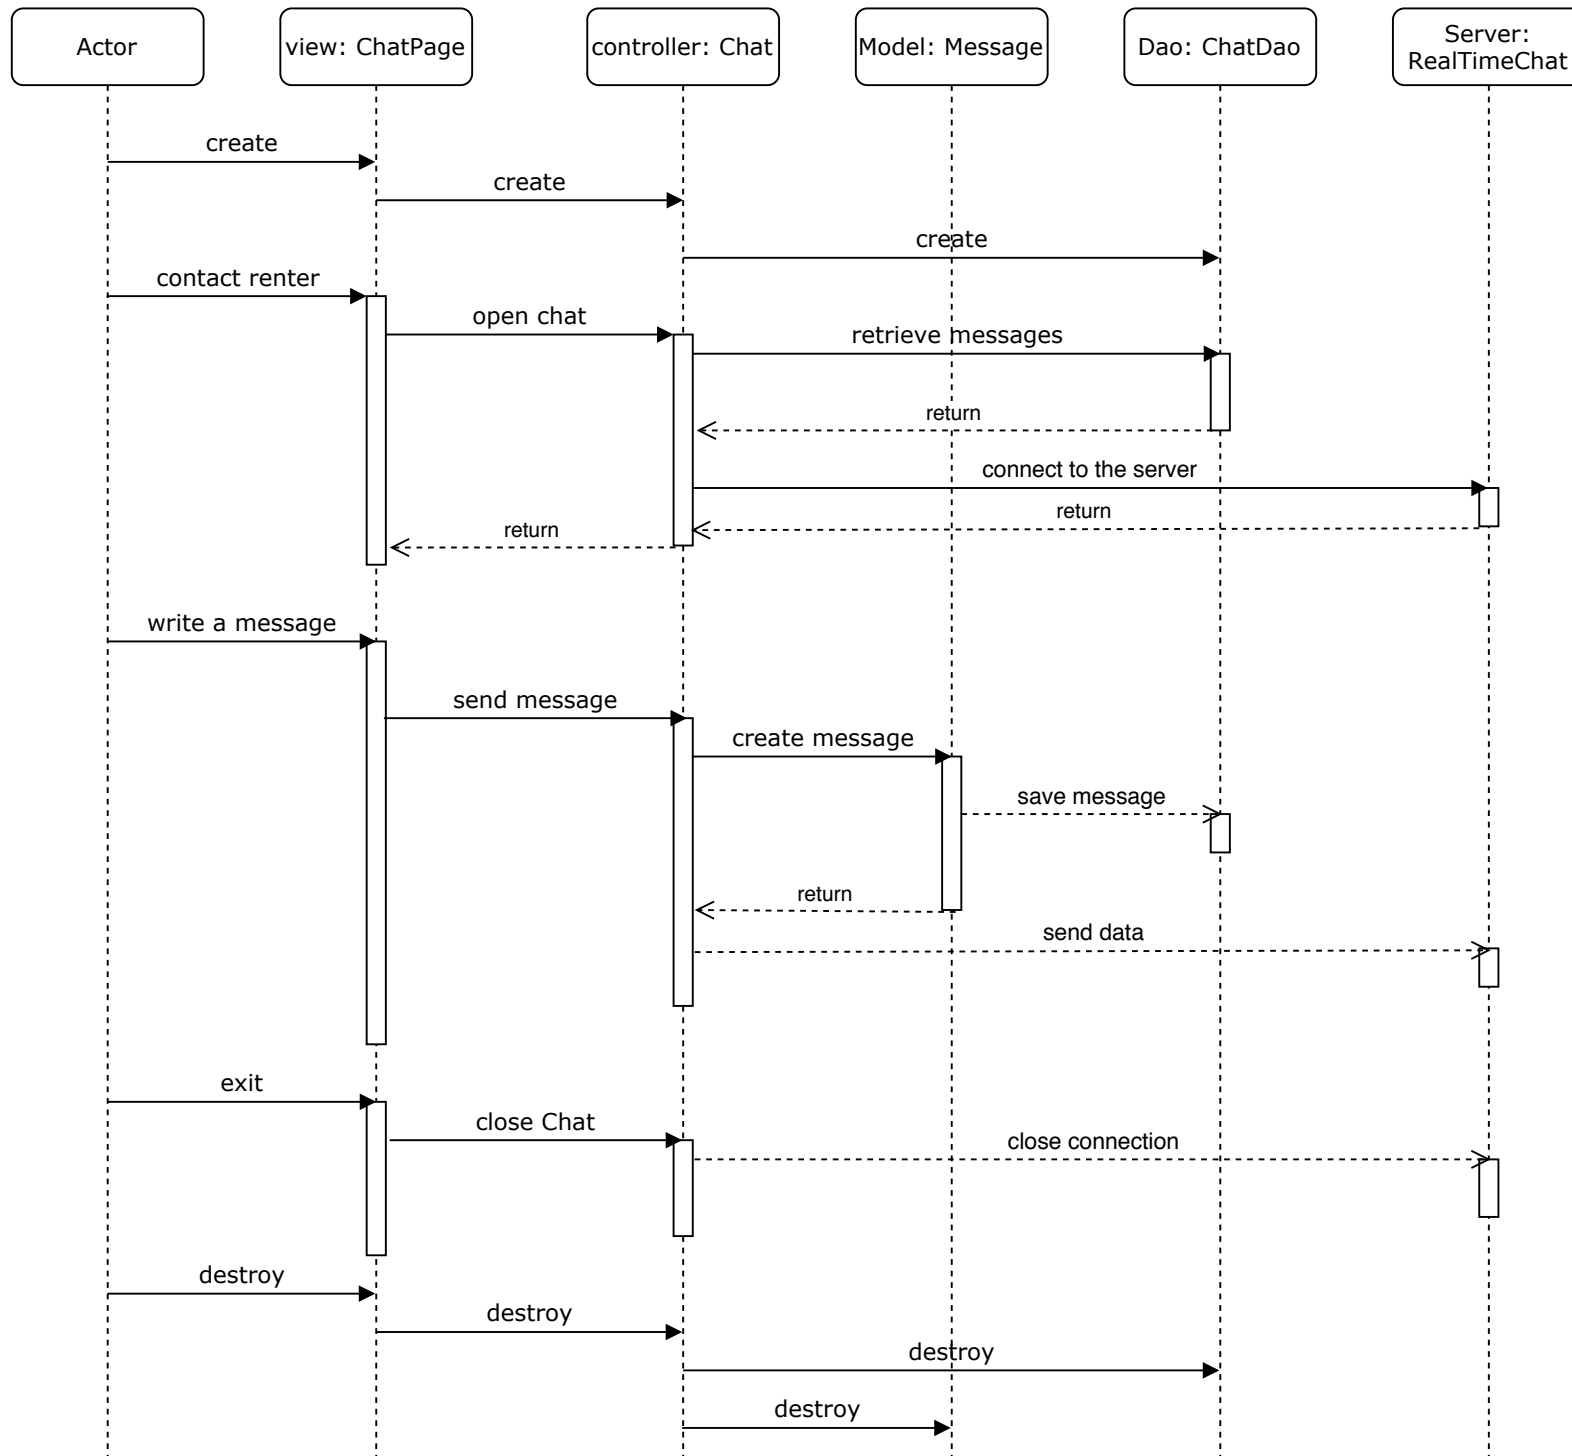 Actor
view: ChatPage
controller: Chat
Model: Message
Dao: ChatDao
Server:
RealTimeChat
create
create
create
contact renter
open chat
retrieve messages
return
connect to the server
return
return
write a message
send message
create message
save message
return
send data
exit
close Chat
close connection
destroy
destroy
destroy
destroy